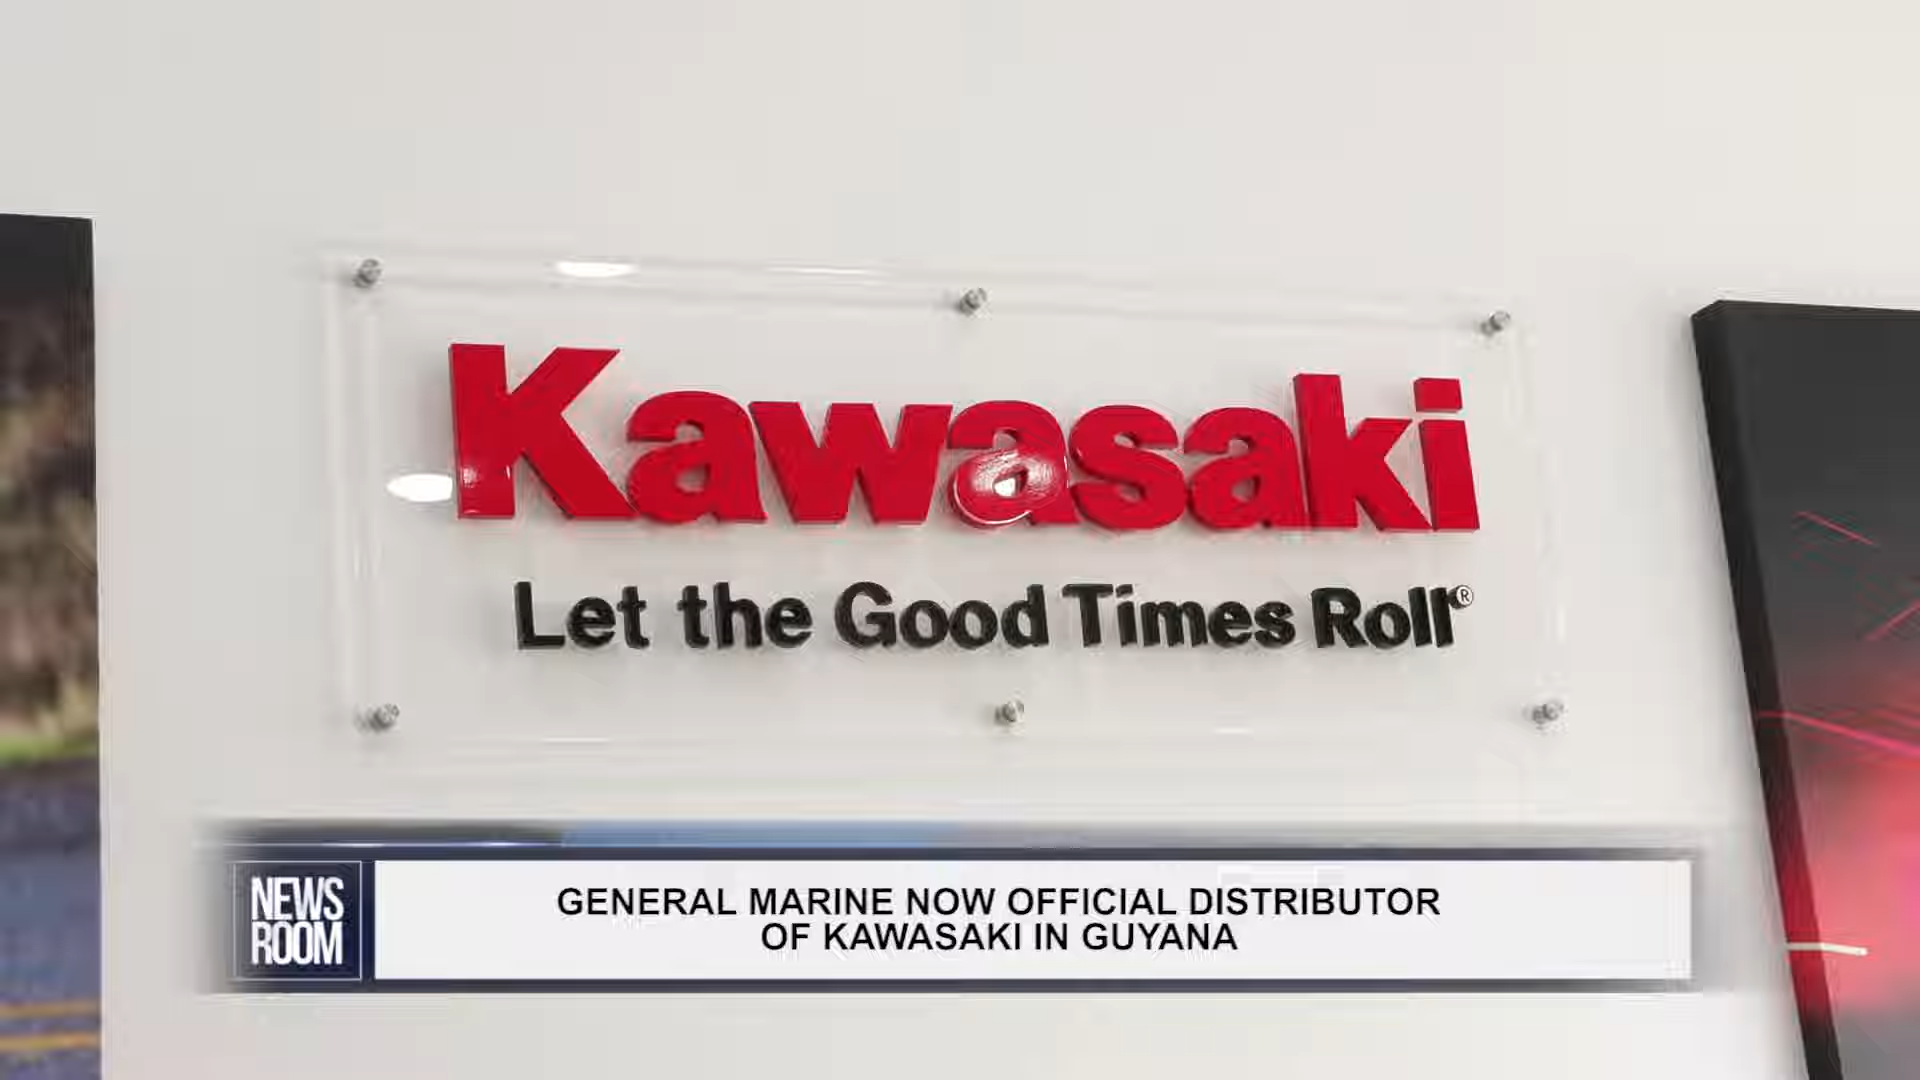 Kawasaki
Let the Good Times Roll®
NEWS
ROOM
GENERAL MARINE NOW OFFICIAL DISTRIBUTOR
OF KAWASAKI IN GUYANA